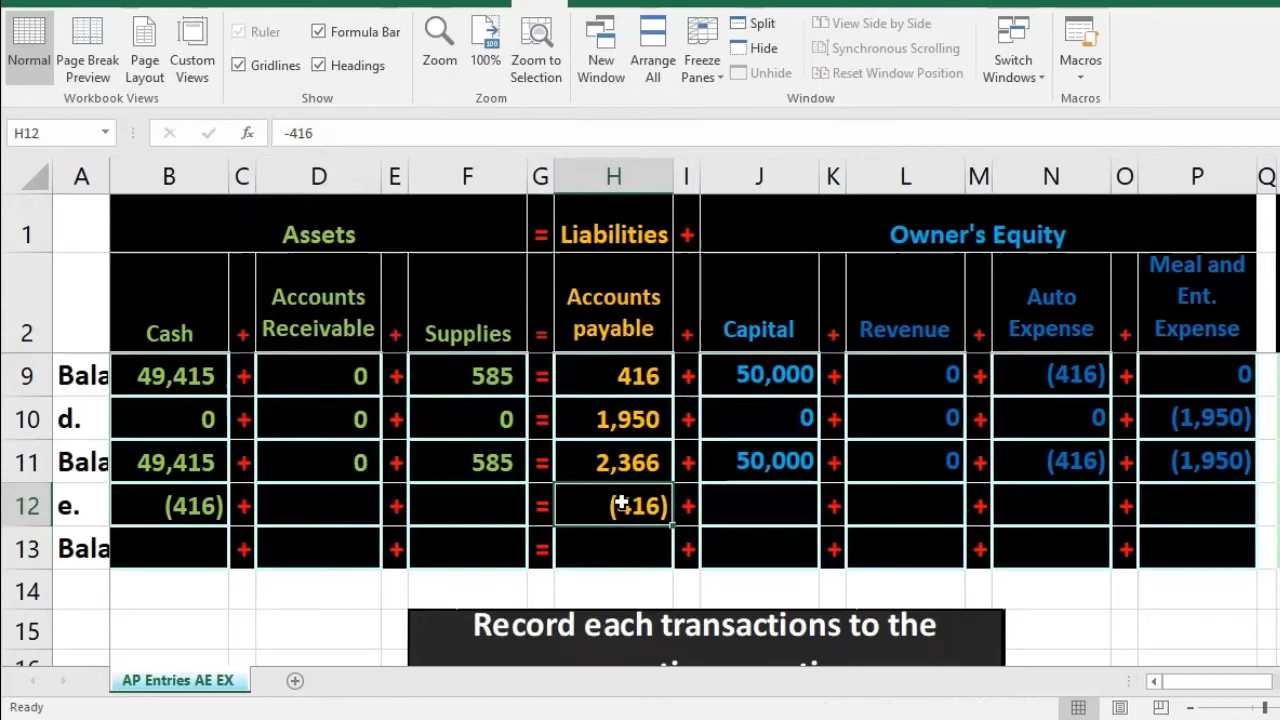 Normal
Page Break Preview
Page Layout
Custom Views
Workbook Views
Ruler
Formula Bar
Gridlines
Headings
Show
Zoom
100%
Zoom to Selection
Zoom
New Window
Arrange All
Freeze Panes
Split
Hide
Unhide
View Side by Side
Synchronous Scrolling
Reset Window Position
Switch Windows
Window
Macros
Macros
H12 fx -416
A B C D E F G H I J K L M N O P Q
1 Assets = Liabilities + Owner's Equity
2 Cash + Accounts Receivable + Supplies = Accounts payable + Capital + Revenue + Auto Expense + Meal and Ent. Expense
9 Bala 49,415 + 0 + 585 = 416 + 50,000 + 0 + (416) + 0
10 d. 0 + 0 + 0 = 1,950 + 0 + 0 + 0 + (1,950)
11 Bala 49,415 + 0 + 585 = 2,366 + 50,000 + 0 + (416) + (1,950)
12 e. (416) + + = (416) + + + +
13 Bala + + = + + + +
14
15 Record each transactions to the
AP Entries AE EX
Ready